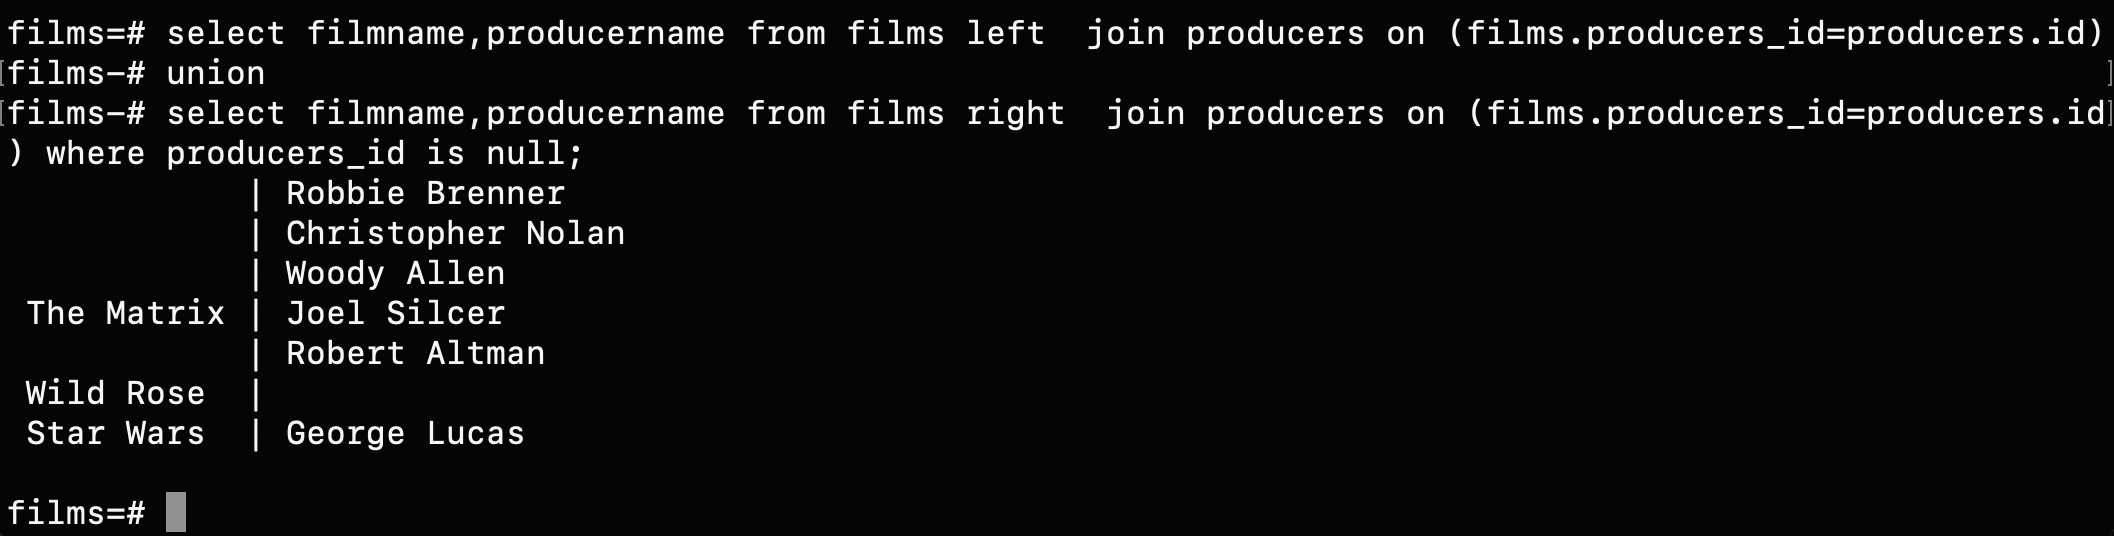 films=# select filmname,producername from films left  join producers on (films.producers_id=producers.id)
[films-# union ]
[films-# select filmname,producername from films right  join producers on (films.producers_id=producers.id]
) where producers_id is null;
| Robbie Brenner
| Christopher Nolan
| Woody Allen
The Matrix | Joel Silcer
| Robert Altman
Wild Rose  |
Star Wars  | George Lucas
films=#